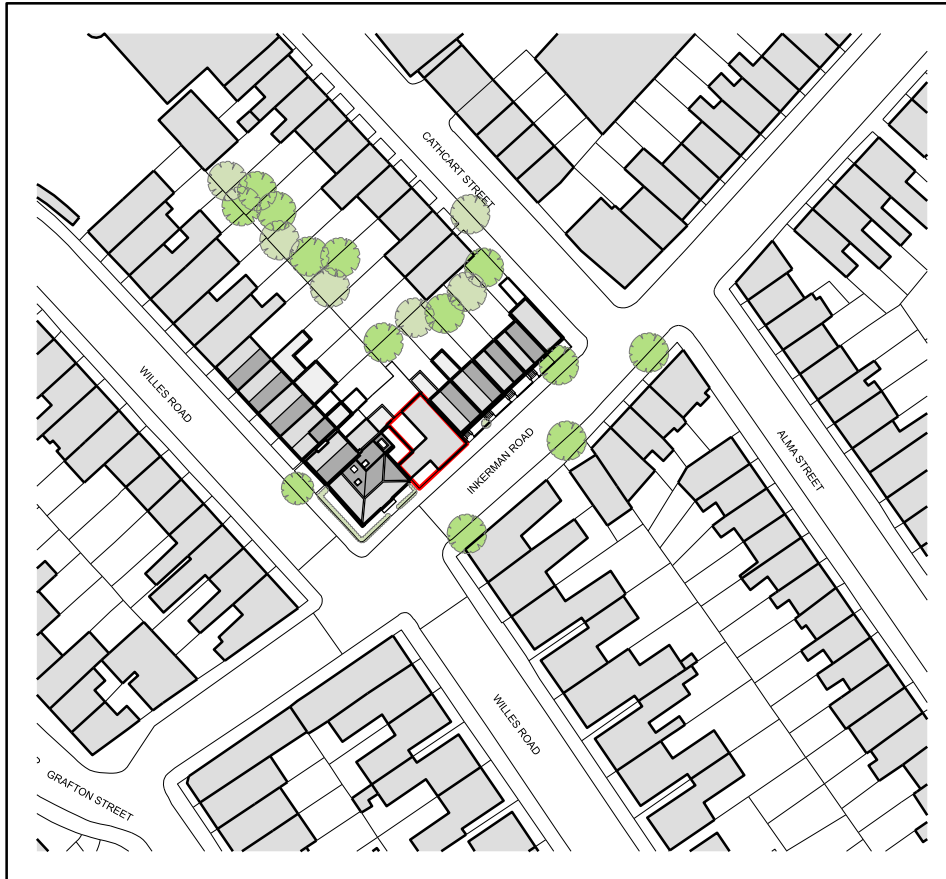 CATHCART STREET
WILLES ROAD
INKERMAN ROAD
ALMA STREET
WILLES ROAD
GRAFTON STREET